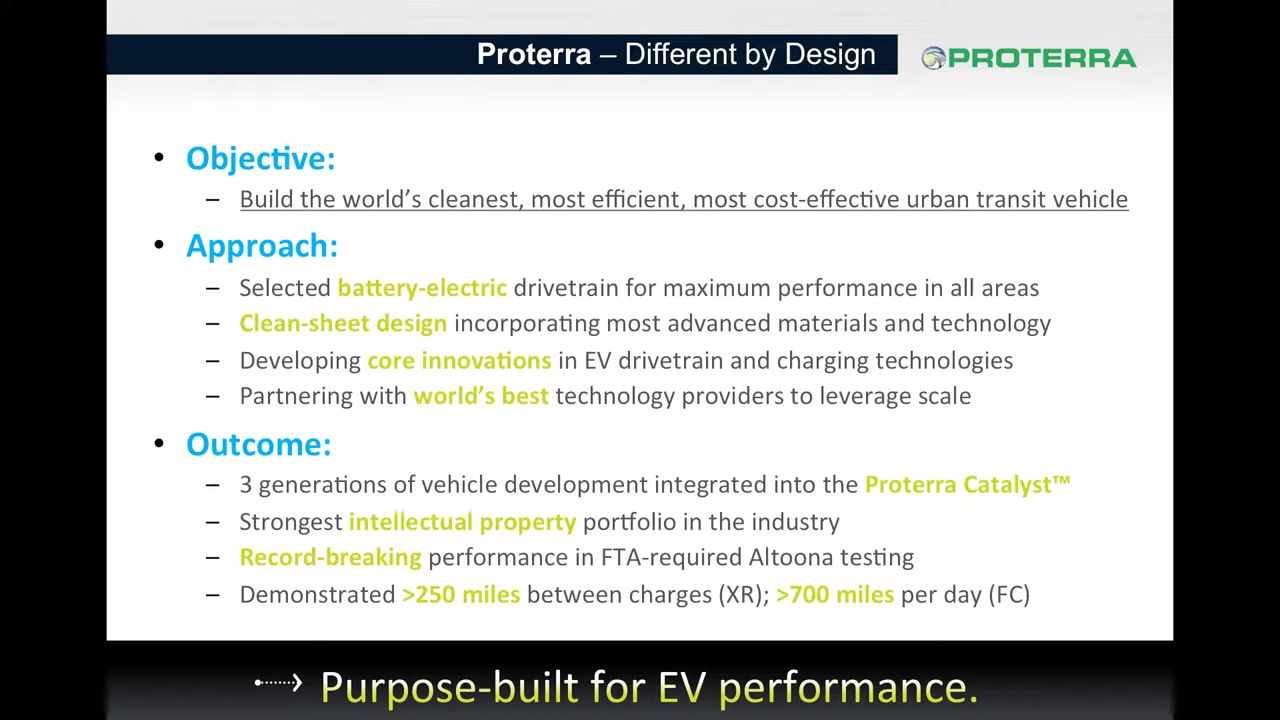 Proterra – Different by Design
PROTERRA
• Objective:
– Build the world's cleanest, most efficient, most cost-effective urban transit vehicle
• Approach:
– Selected battery-electric drivetrain for maximum performance in all areas
– Clean-sheet design incorporating most advanced materials and technology
– Developing core innovations in EV drivetrain and charging technologies
– Partnering with world's best technology providers to leverage scale
• Outcome:
– 3 generations of vehicle development integrated into the Proterra Catalyst™
– Strongest intellectual property portfolio in the industry
– Record-breaking performance in FTA-required Altoona testing
– Demonstrated >250 miles between charges (XR); >700 miles per day (FC)
Purpose-built for EV performance.